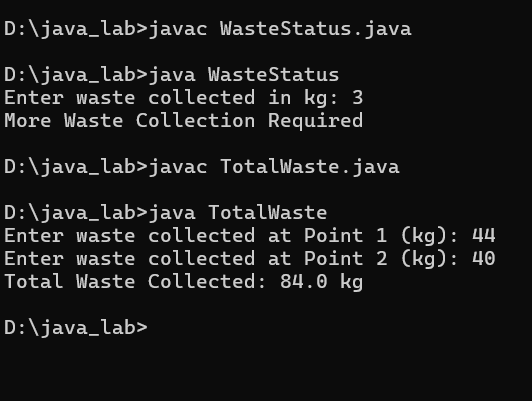 D:\java_lab>javac WasteStatus.java
D:\java_lab>java WasteStatus
Enter waste collected in kg: 3
More Waste Collection Required
D:\java_lab>javac TotalWaste.java
D:\java_lab>java TotalWaste
Enter waste collected at Point 1 (kg): 44
Enter waste collected at Point 2 (kg): 40
Total Waste Collected: 84.0 kg
D:\java_lab>